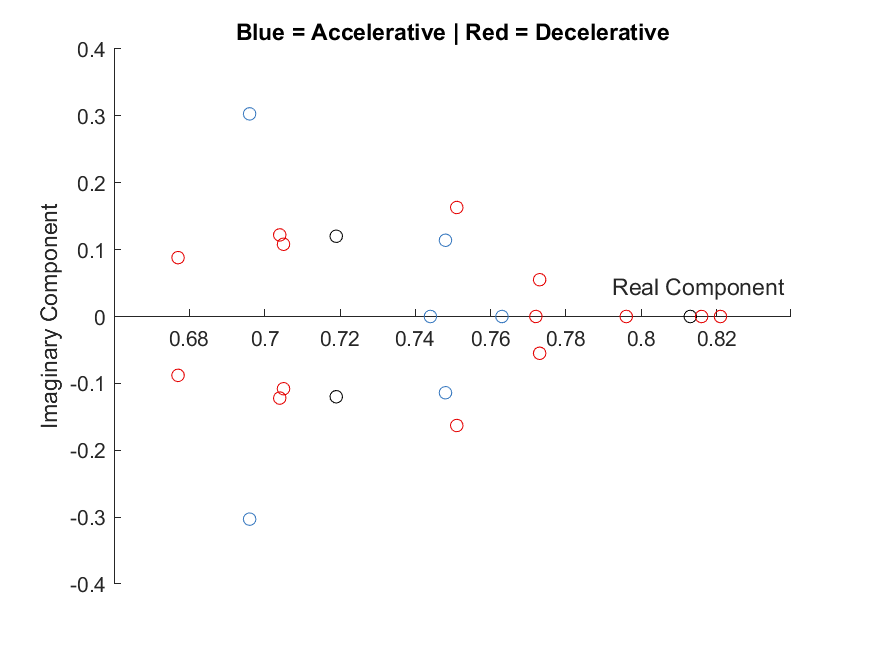 Blue = Accelerative | Red = Decelerative
0.4
0.3
0.2
0.1
0
-0.1
-0.2
-0.3
-0.4
Imaginary Component
Real Component
0.68 0.7 0.72 0.74 0.76 0.78 0.8 0.82